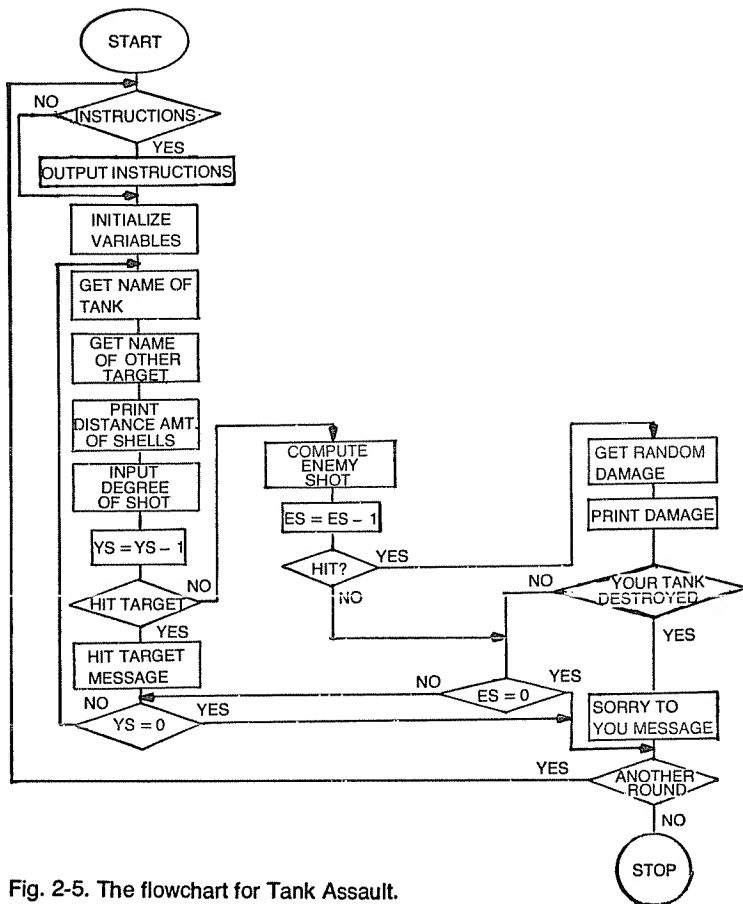 START
NO
INSTRUCTIONS
YES
OUTPUT INSTRUCTIONS
INITIALIZE
VARIABLES
GET NAME OF
TANK
GET NAME
OF OTHER
TARGET
PRINT
DISTANCE AMT.
OF SHELLS
INPUT
DEGREE
OF SHOT
YS = YS - 1
NO
HIT TARGET
YES
HIT TARGET
MESSAGE
NO
YS = 0
YES
COMPUTE
ENEMY
SHOT
ES = ES - 1
HIT?
YES
NO
NO
ES = 0
YES
GET RANDOM
DAMAGE
PRINT DAMAGE
NO
YOUR TANK
DESTROYED
YES
SORRY TO
YOU MESSAGE
YES
ANOTHER
ROUND
NO
STOP
Fig. 2-5. The flowchart for Tank Assault.